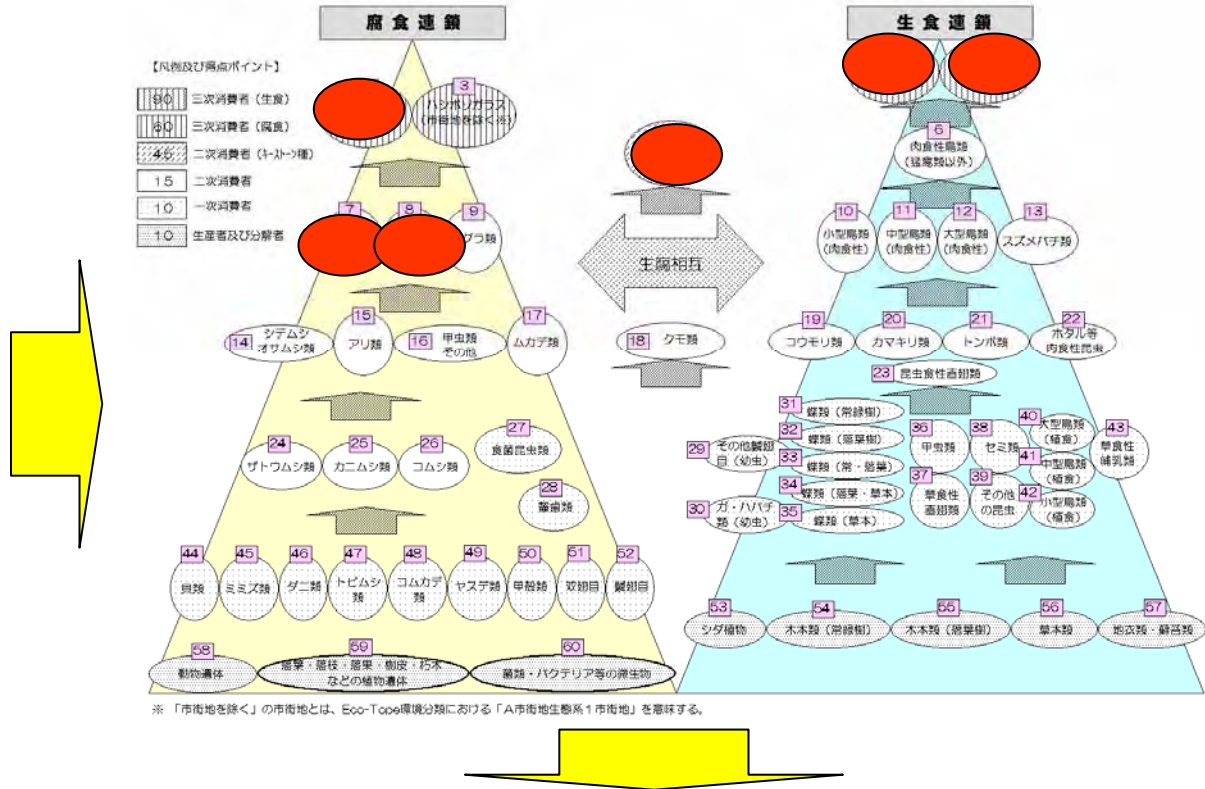 腐食連鎖
生食連鎖
【凡例及び得点ポイント】
90 三次消費者(生食)
60 三次消費者(腐食)
45 二次消費者(キーストーン種)
15 二次消費者
10 一次消費者
10 生産者及び分解者
3
ハシボソガラス
(市街地を除く※)
6
肉食性鳥類
(猛禽類以外)
7
8
9
グラ類
生腐相互
10
小型鳥類
(肉食性)
11
中型鳥類
(肉食性)
12
大型鳥類
(肉食性)
13
スズメバチ類
14
シデムシ
オサムシ類
15
アリ類
16
甲虫類
その他
17
ムカデ類
18
クモ類
19
コウモリ類
20
カマキリ類
21
トンボ類
22
ホタル等
肉食性昆虫
23
昆虫食性直翅類
24
ザトウムシ類
25
カニムシ類
26
コムシ類
27
食菌昆虫類
28
齧歯類
29
その他鱗翅
目(幼虫)
30
ガ・ハバチ
類(幼虫)
31
蝶類(常緑樹)
32
蝶類(落葉樹)
33
蝶類(常・落葉)
34
蝶類(落葉・草本)
35
蝶類(草本)
36
甲虫類
37
草食性
直翅類
38
セミ類
39
その他
の昆虫
40
大型鳥類
(植食)
41
中型鳥類
(植食)
42
小型鳥類
(植食)
43
草食性
哺乳類
44
貝類
45
ミミズ類
46
ダニ類
47
トビムシ
類
48
コムカデ
類
49
ヤスデ類
50
甲殻類
51
双翅目
52
鱗翅目
53
シダ植物
54
木本類(常緑樹)
55
木本類(落葉樹)
56
草本類
57
地衣類・蘚苔類
58
動物遺体
59
落葉・落枝・落果・樹皮・朽木
などの植物遺体
60
菌類・バクテリア等の微生物
※ 「市街地を除く」の市街地とは、Eco-Tope環境分類における「A市街地生態系1市街地」を意味する。